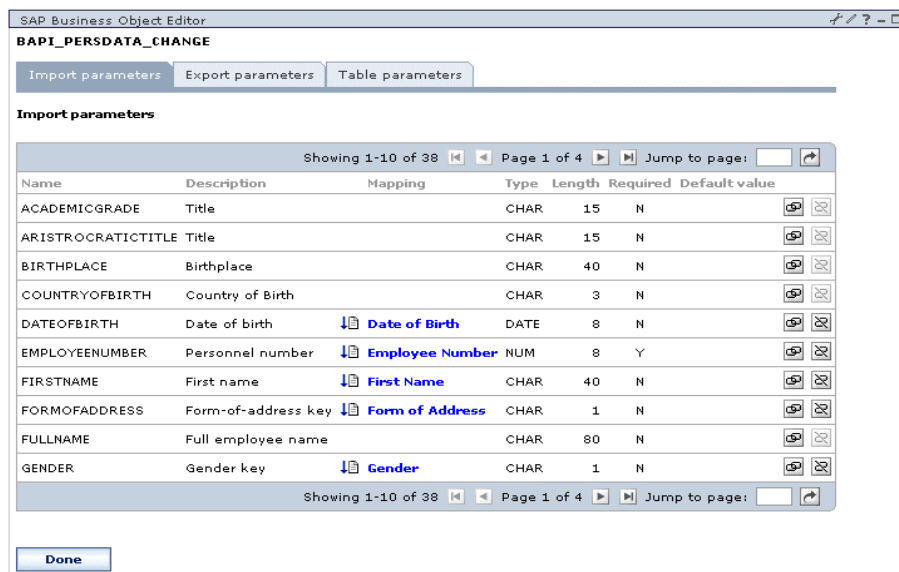 SAP Business Object Editor
BAPI_PERSDATA_CHANGE
Import parameters Export parameters Table parameters
Import parameters
Showing 1-10 of 38 Page 1 of 4 Jump to page:
Name Description Mapping Type Length Required Default value
ACADEMICGRADE Title CHAR 15 N
ARISTROCRATICTITLE Title CHAR 15 N
BIRTHPLACE Birthplace CHAR 40 N
COUNTRYOFBIRTH Country of Birth CHAR 3 N
DATEOFBIRTH Date of birth Date of Birth DATE 8 N
EMPLOYEENUMBER Personnel number Employee Number NUM 8 Y
FIRSTNAME First name First Name CHAR 40 N
FORMOFADDRESS Form-of-address key Form of Address CHAR 1 N
FULLNAME Full employee name CHAR 80 N
GENDER Gender key Gender CHAR 1 N
Showing 1-10 of 38 Page 1 of 4 Jump to page:
Done